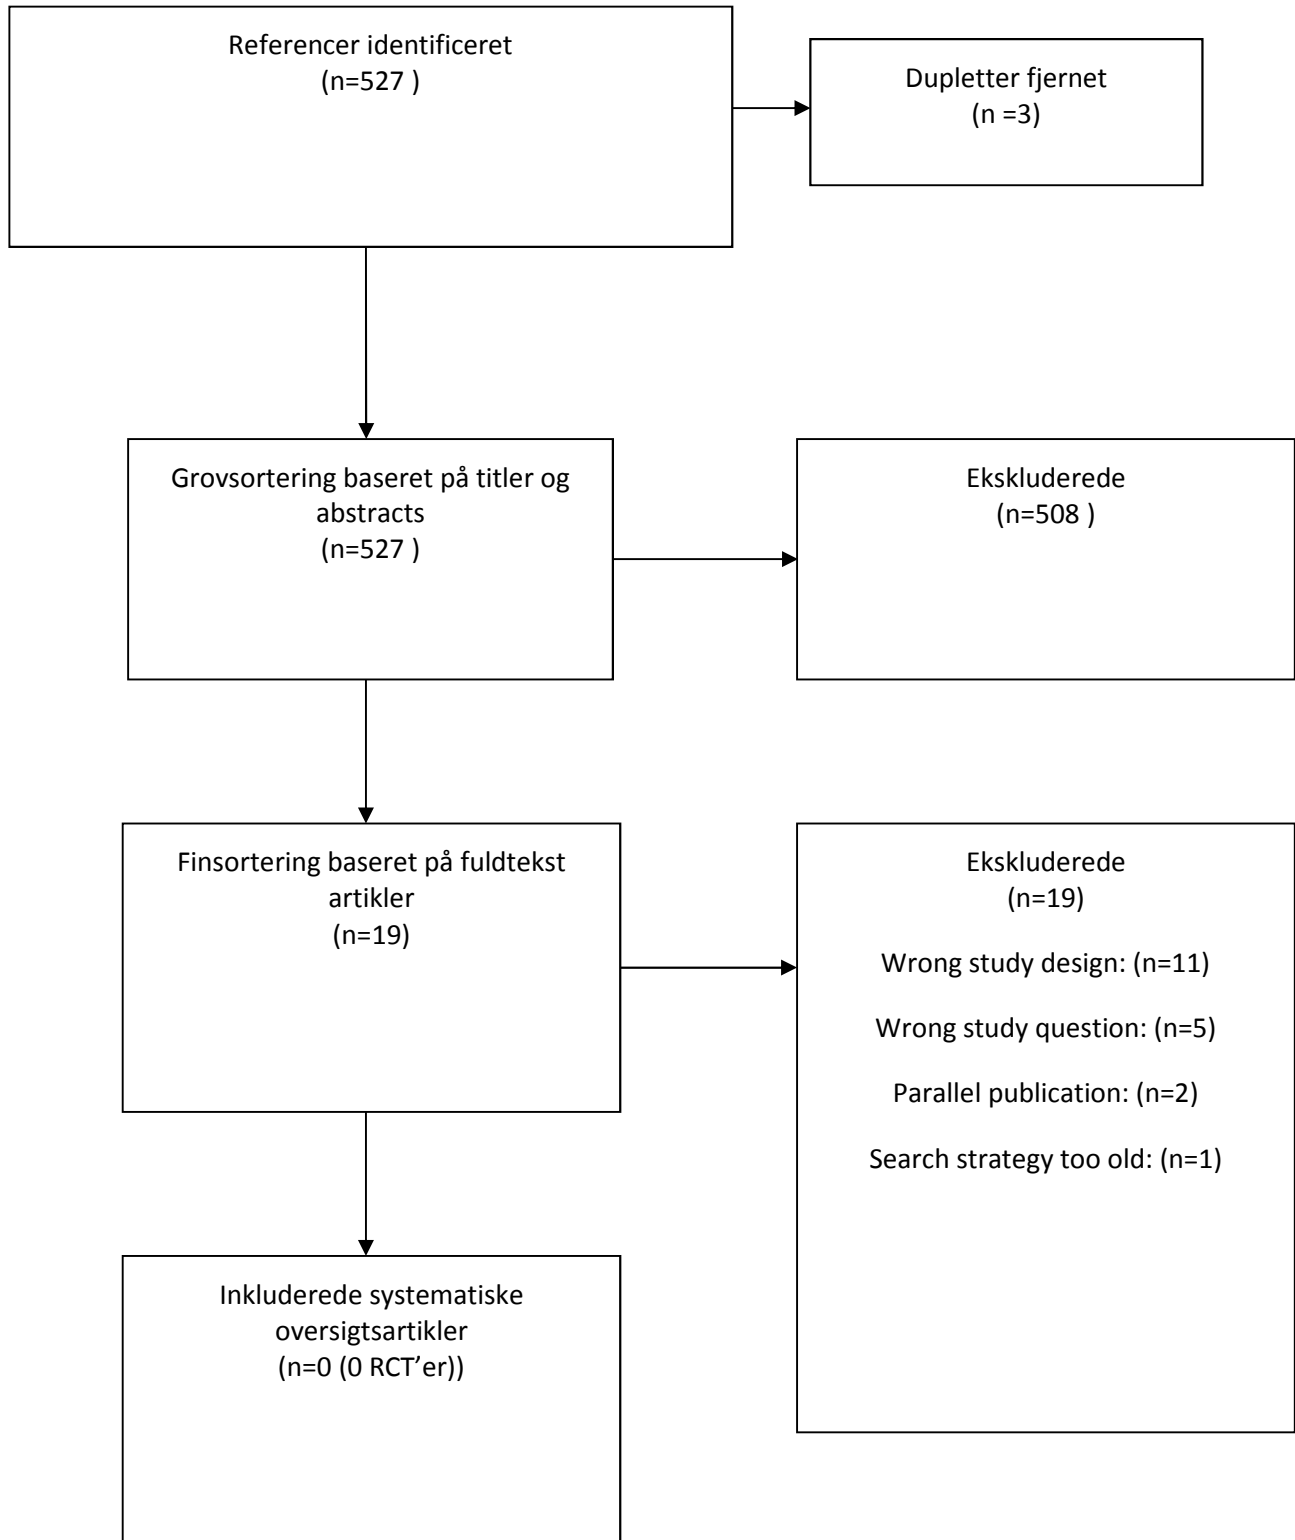 Referencer identificeret
(n=527 )
Dupletter fjernet
(n =3)
Grovsortering baseret på titler og
abstracts
(n=527 )
Ekskluderede
(n=508 )
Finsortering baseret på fuldtekst
artikler
(n=19)
Ekskluderede
(n=19)
Wrong study design: (n=11)
Wrong study question: (n=5)
Parallel publication: (n=2)
Search strategy too old: (n=1)
Inkluderede systematiske
oversigtsartikler
(n=0 (0 RCT’er))